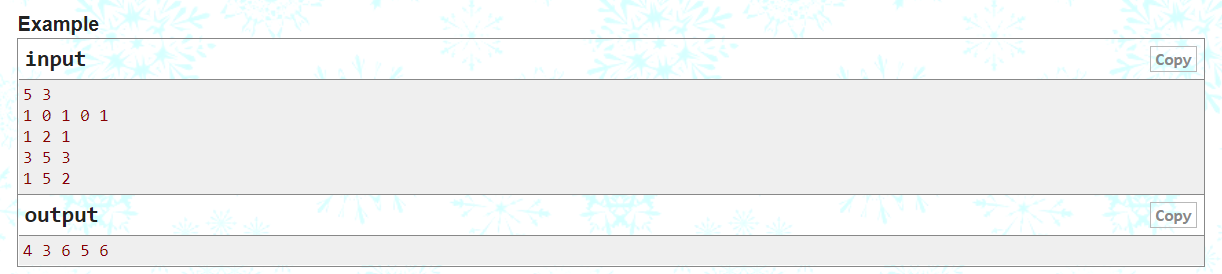 Example
input
Copy
5 3
1 0 1 0 1
1 2 1
3 5 3
1 5 2
output
Copy
4 3 6 5 6